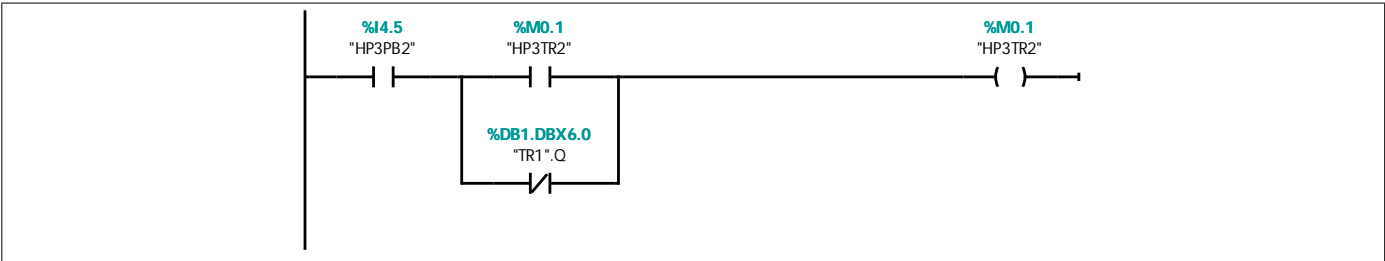 %I4.5
"HP3PB2"
%M0.1
"HP3TR2"
%M0.1
"HP3TR2"
%DB1.DBX6.0
"TR1".Q